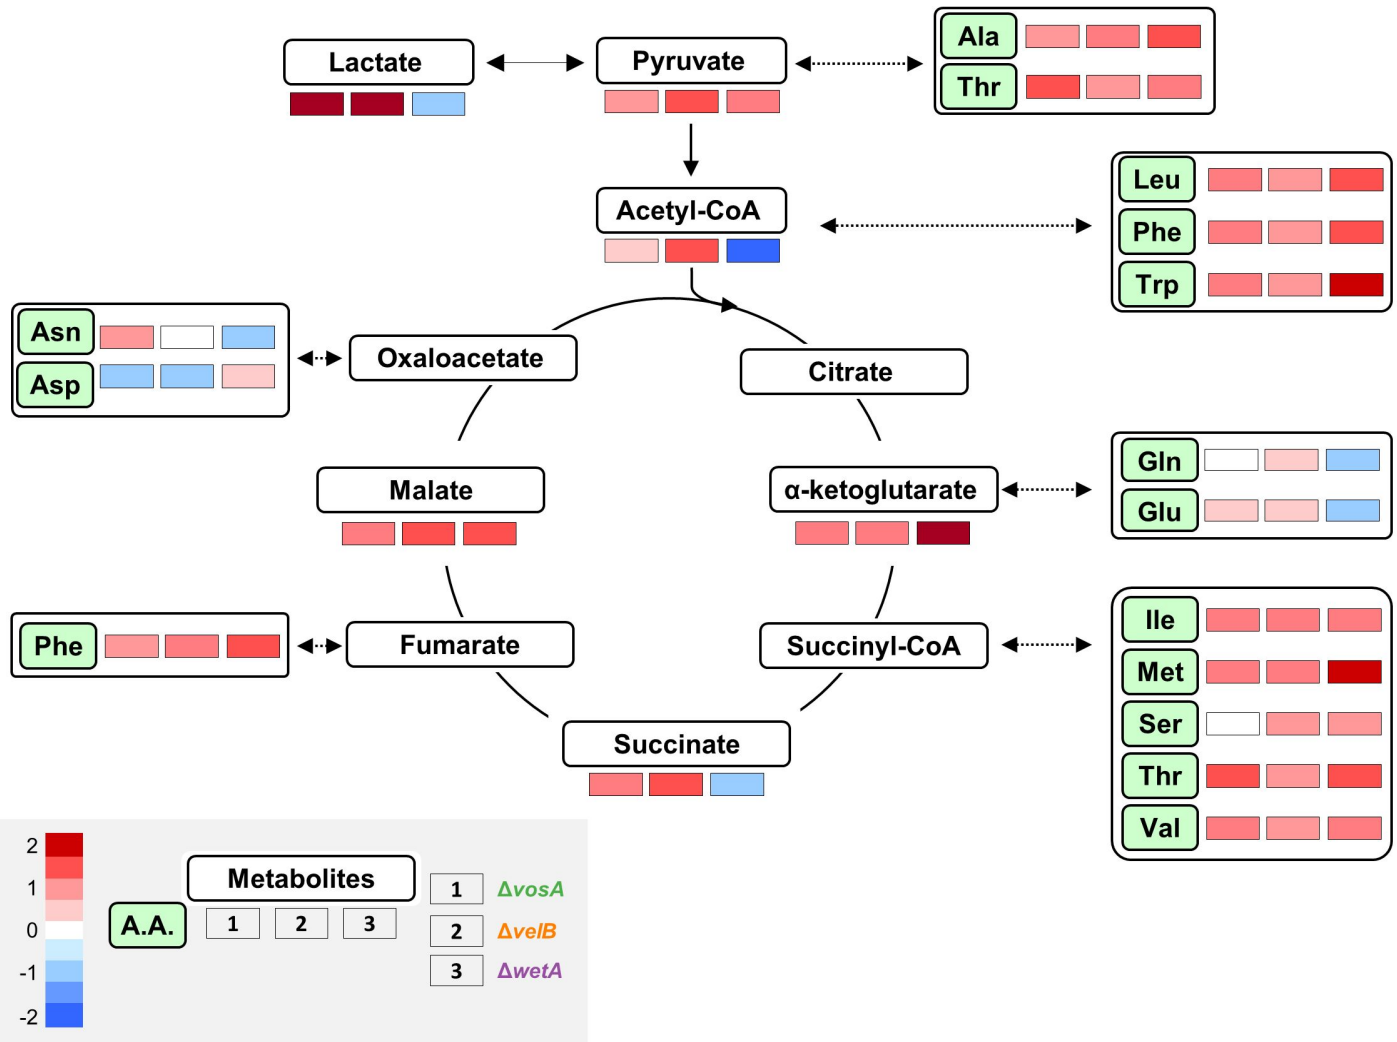 Lactate
Pyruvate
Ala
Thr
Acetyl-CoA
Leu
Phe
Trp
Asn
Asp
Oxaloacetate
Citrate
Malate
α-ketoglutarate
Gln
Glu
Phe
Fumarate
Succinyl-CoA
Ile
Met
Ser
Thr
Val
Succinate
2
1
0
-1
-2
Metabolites
A.A.
1 2 3
1 ΔvosA
2 ΔvelB
3 ΔwetA